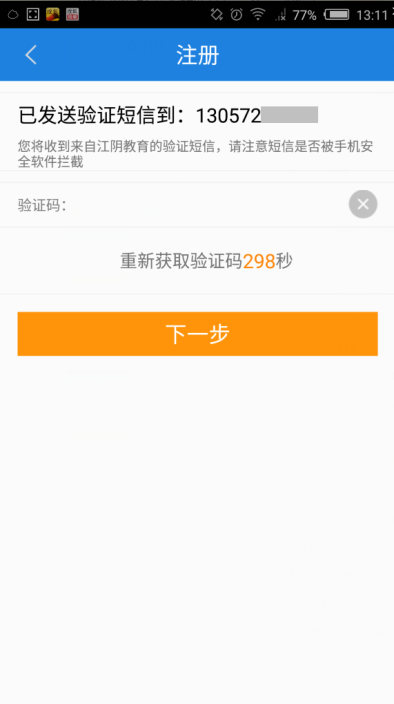 77% 13:11
注册
已发送验证短信到：130572
您将收到来自江阴教育的验证短信，请注意短信是否被手机安
全软件拦截
验证码：
重新获取验证码298秒
下一步